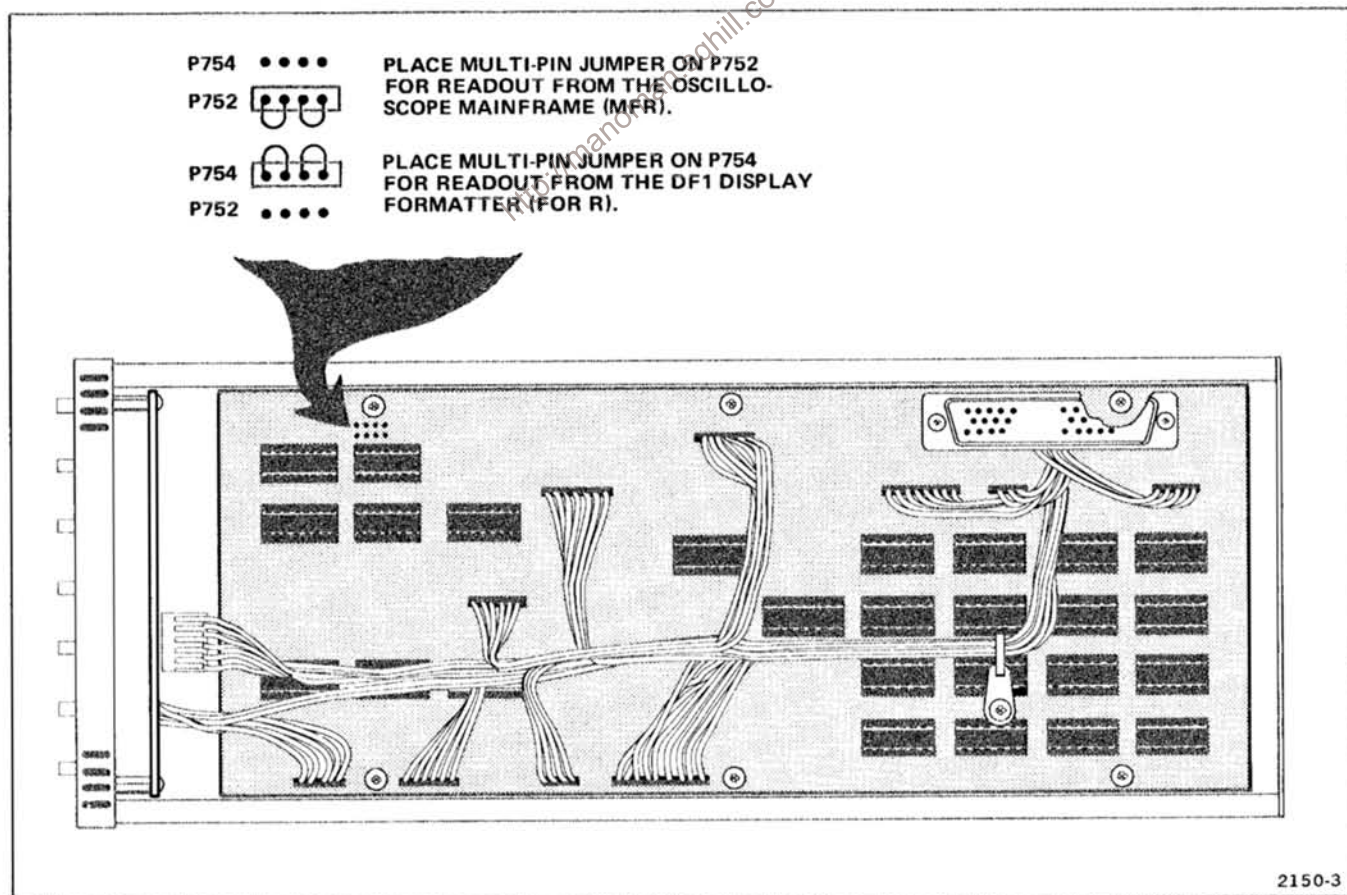 P754
PLACE MULTI-PIN JUMPER ON P752
P752
FOR READOUT FROM THE OSCILLO-
SCOPE MAINFRAME (MFR).
P754
PLACE MULTI-PIN JUMPER ON P754
FOR READOUT FROM THE DF1 DISPLAY
P752
FORMATTER (FOR R).
2150-3